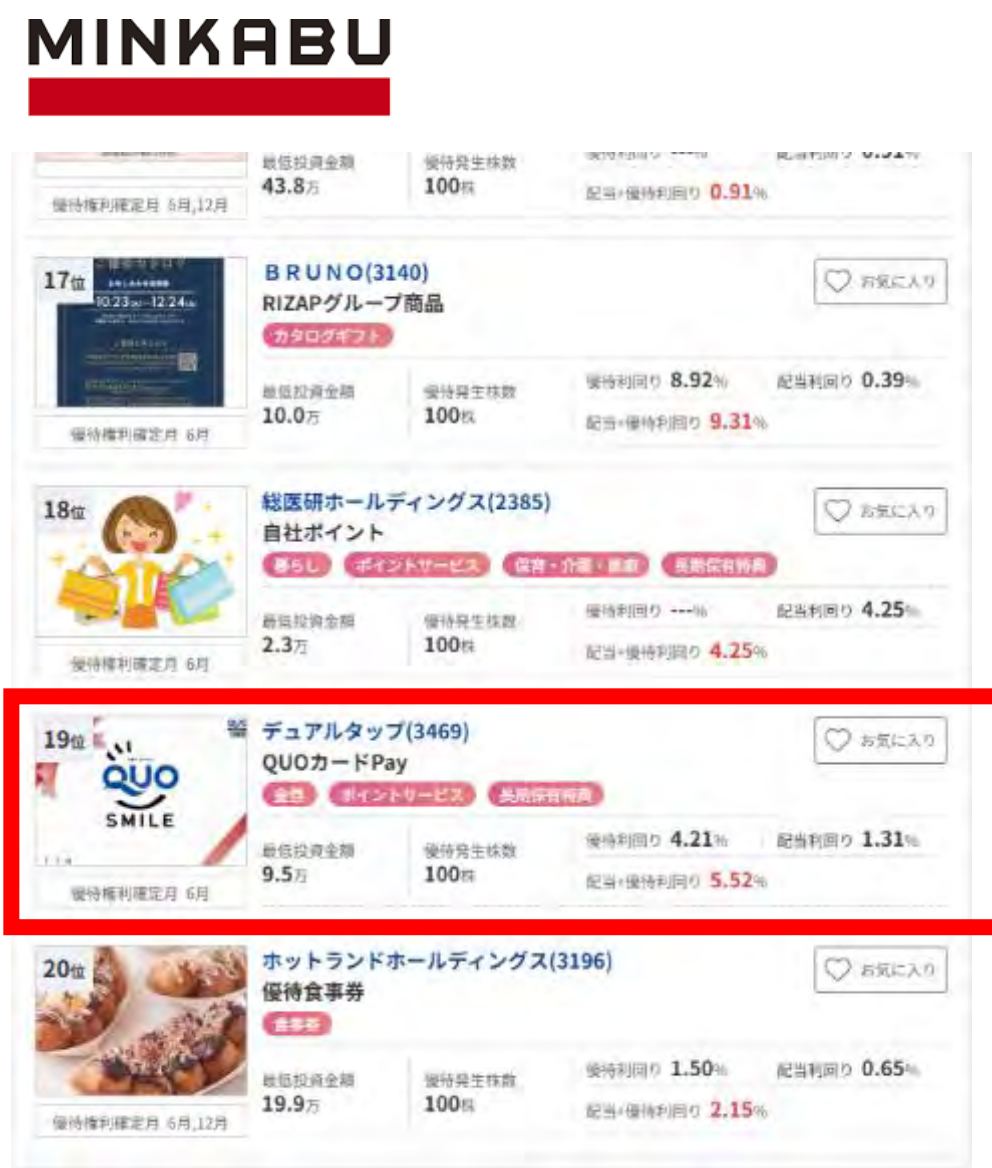 MINKABU
最低投資金額
43.8万
優待発生株数
100株
配当+優待利回り 0.91%
優待権利確定月 6月,12月
17位
10.23 12.24
ＢＲＵＮＯ(3140)
RIZAPグループ商品
カタログギフト
お気に入り
最低投資金額
10.0万
優待発生株数
100株
優待利回り 8.92%
配当利回り 0.39%
配当+優待利回り 9.31%
優待権利確定月 6月
18位
総医研ホールディングス(2385)
自社ポイント
暮らし
ポイントサービス
保育・介護・医療
長期保有特典
お気に入り
最低投資金額
2.3万
優待発生株数
100株
優待利回り ---%
配当利回り 4.25%
配当+優待利回り 4.25%
優待権利確定月 6月
19位
QUO
SMILE
デュアルタップ(3469)
QUOカードPay
金券
ポイントサービス
長期保有特典
お気に入り
最低投資金額
9.5万
優待発生株数
100株
優待利回り 4.21%
配当利回り 1.31%
配当+優待利回り 5.52%
優待権利確定月 6月
20位
ホットランドホールディングス(3196)
優待食事券
食事券
お気に入り
最低投資金額
19.9万
優待発生株数
100株
優待利回り 1.50%
配当利回り 0.65%
配当+優待利回り 2.15%
優待権利確定月 6月,12月